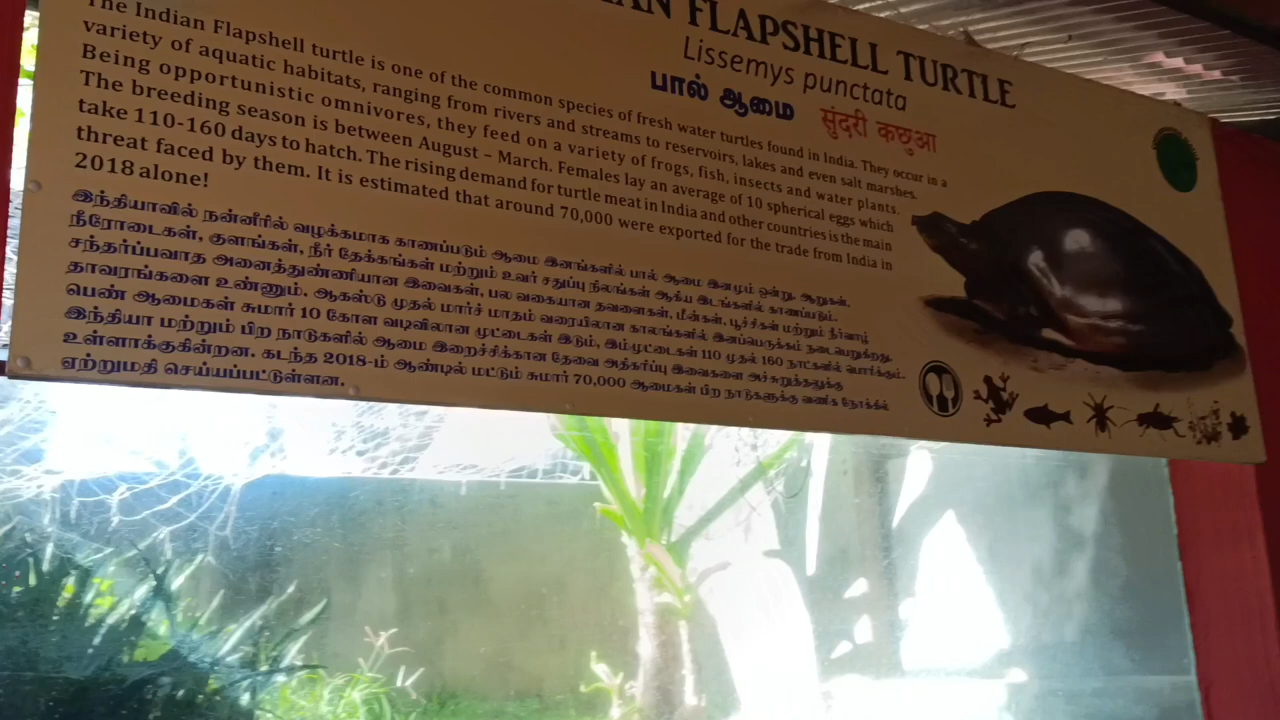 IAN FLAPSHELL TURTLE
Lissemys punctata
பால் ஆமை
सुंदरी कछुआ
The Indian Flapshell turtle is one of the common species of fresh water turtles found in India. They occur in a
variety of aquatic habitats, ranging from rivers and streams to reservoirs, lakes and even salt marshes.
Being opportunistic omnivores, they feed on a variety of frogs, fish, insects and water plants.
The breeding season is between August – March. Females lay an average of 10 spherical eggs which
take 110-160 days to hatch. The rising demand for turtle meat in India and other countries is the main
threat faced by them. It is estimated that around 70,000 were exported for the trade from India in
2018 alone!
இந்தியாவில் நன்னீரில் வழக்கமாக காணப்படும் ஆமை இனங்களில் பால் ஆமை இனமும் ஒன்று. ஆறுகள்,
நீரோடைகள், குளங்கள், நீர் தேக்கங்கள் மற்றும் உவர் சதுப்பு நிலங்கள் ஆகிய இடங்களில் காணப்படும்.
சந்தர்ப்பவாத அனைத்துண்ணியான இவைகள், பல வகையான தவளைகள், மீன்கள், பூச்சிகள் மற்றும் நீர்வாழ்
தாவரங்களை உண்ணும். ஆகஸ்டு முதல் மார்ச் மாதம் வரையிலான காலங்களில் இனப்பெருக்கம் நடைபெறுகிறது.
பெண் ஆமைகள் சுமார் 10 கோள வடிவிலான முட்டைகள் இடும், இம்முட்டைகள் 110 முதல் 160 நாட்களில் பொரிக்கும்.
இந்தியா மற்றும் பிற நாடுகளில் ஆமை இறைச்சிக்கான தேவை அதிகரிப்பு இவைகளை அச்சுறுத்தலுக்கு
உள்ளாக்குகின்றன. கடந்த 2018-ம் ஆண்டில் மட்டும் சுமார் 70,000 ஆமைகள் பிற நாடுகளுக்கு வணிக நோக்கில்
ஏற்றுமதி செய்யப்பட்டுள்ளன.